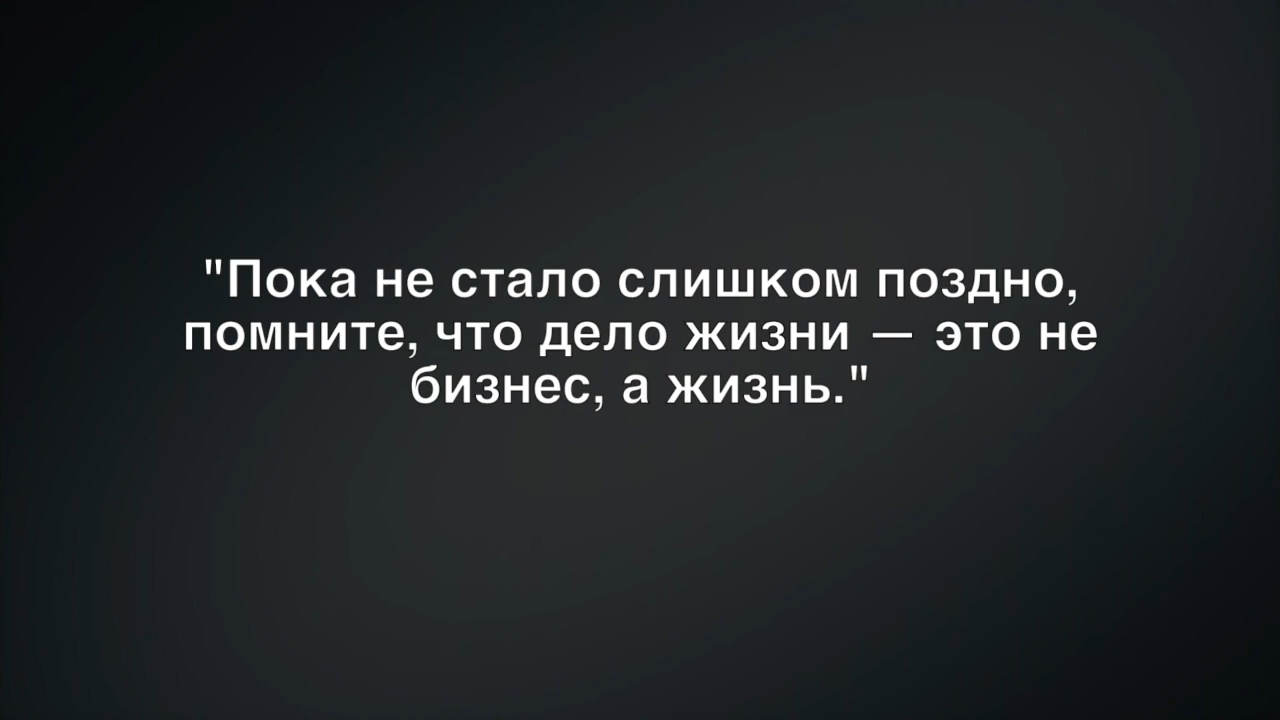 "Пока не стало слишком поздно,
помните, что дело жизни — это не
бизнес, а жизнь."